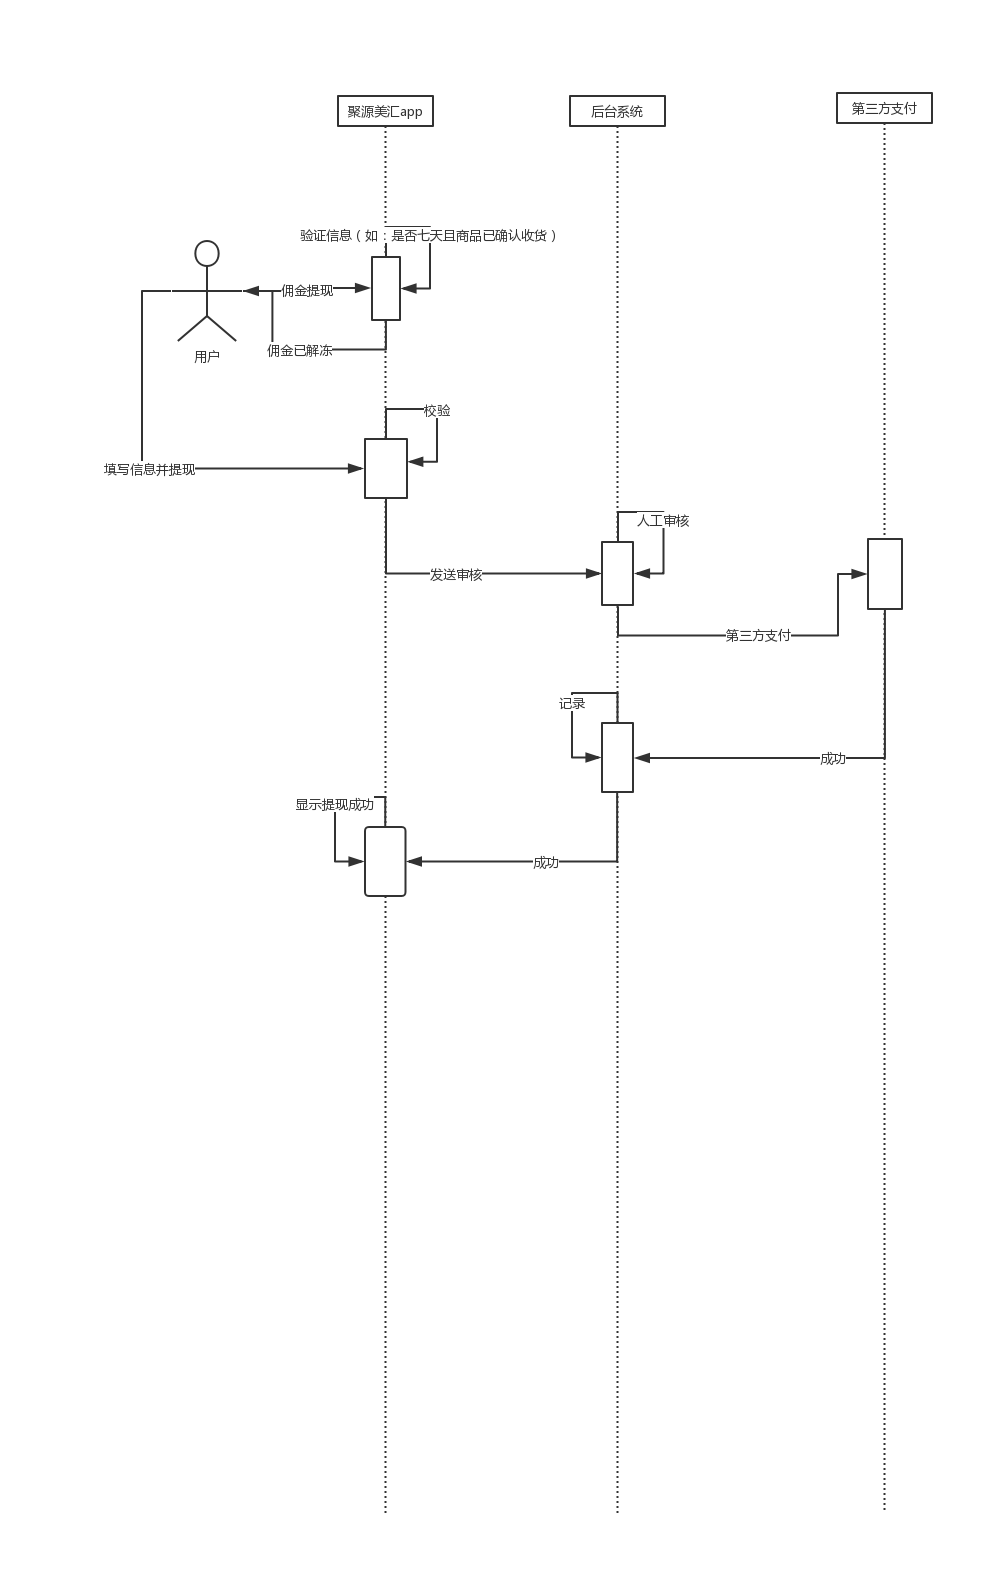 聚源美汇app
后台系统
第三方支付
验证信息（如：是否七天且商品已确认收货）
佣金提现
佣金已解冻
用户
校验
填写信息并提现
人工审核
发送审核
第三方支付
记录
成功
显示提现成功
成功